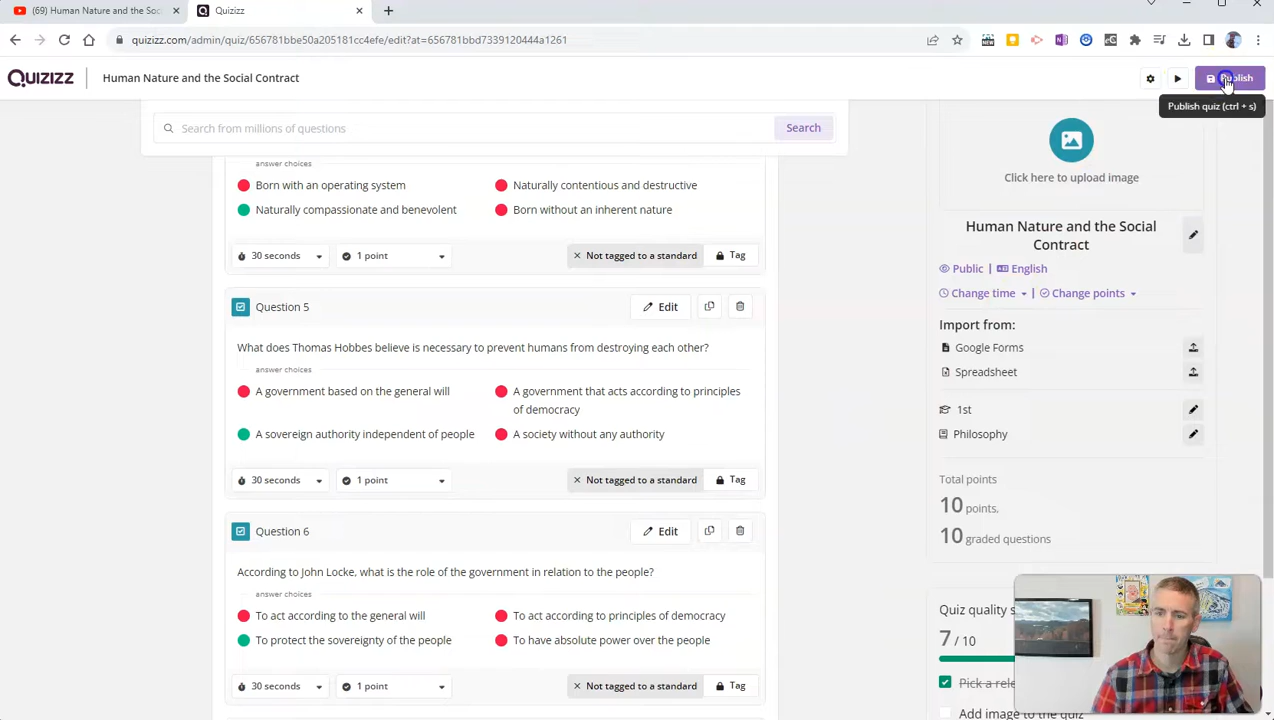 (69) Human Nature and the Soc
Quizizz
quizizz.com/admin/quiz/656781bbe50a205181cc4efe/edit?at=656781bbd7339120444a1261
QUIZIZZ
Human Nature and the Social Contract
Publish
Publish quiz (ctrl + s)
Search from millions of questions
Search
answer choices
Born with an operating system
Naturally contentious and destructive
Naturally compassionate and benevolent
Born without an inherent nature
30 seconds
1 point
Not tagged to a standard
Tag
Question 5
Edit
What does Thomas Hobbes believe is necessary to prevent humans from destroying each other?
answer choices
A government based on the general will
A government that acts according to principles
of democracy
A sovereign authority independent of people
A society without any authority
30 seconds
1 point
Not tagged to a standard
Tag
Question 6
Edit
According to John Locke, what is the role of the government in relation to the people?
answer choices
To act according to the general will
To act according to principles of democracy
To protect the sovereignty of the people
To have absolute power over the people
30 seconds
1 point
Not tagged to a standard
Tag
Click here to upload image
Human Nature and the Social
Contract
Public | English
Change time | Change points
Import from:
Google Forms
Spreadsheet
1st
Philosophy
Total points
10 points,
10 graded questions
Quiz quality s
7 / 10
Pick a rele
Add image to the quiz